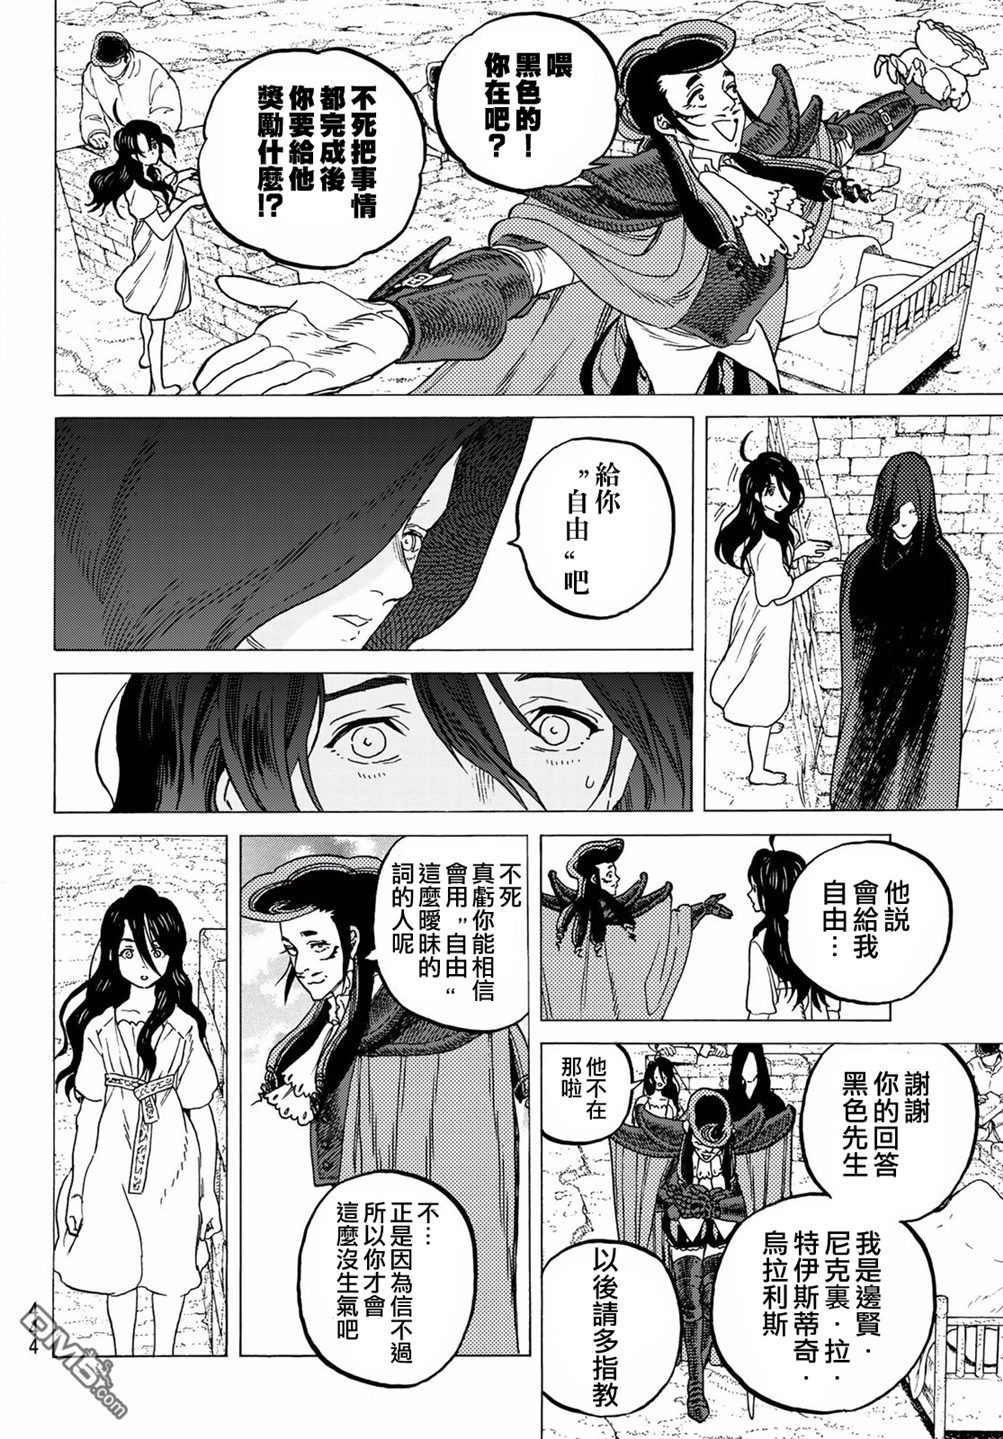 喂
黑色的！
你在吧？
不死把事情
都完成後
你要給他
獎勵什麼!?
給你
”自由“吧
他說
會給我
自由…
謝謝
你的回答
黑色先生
我是邊賢．
尼克裏．拉．
特伊斯蒂奇．
烏拉利斯
他不在
那啦
以後請多指教
不死
真虧你能相信
會用”自由“
這麼曖昧的
詞的人呢
不…
正是因為信不過
所以你才會
這麼沒生氣吧